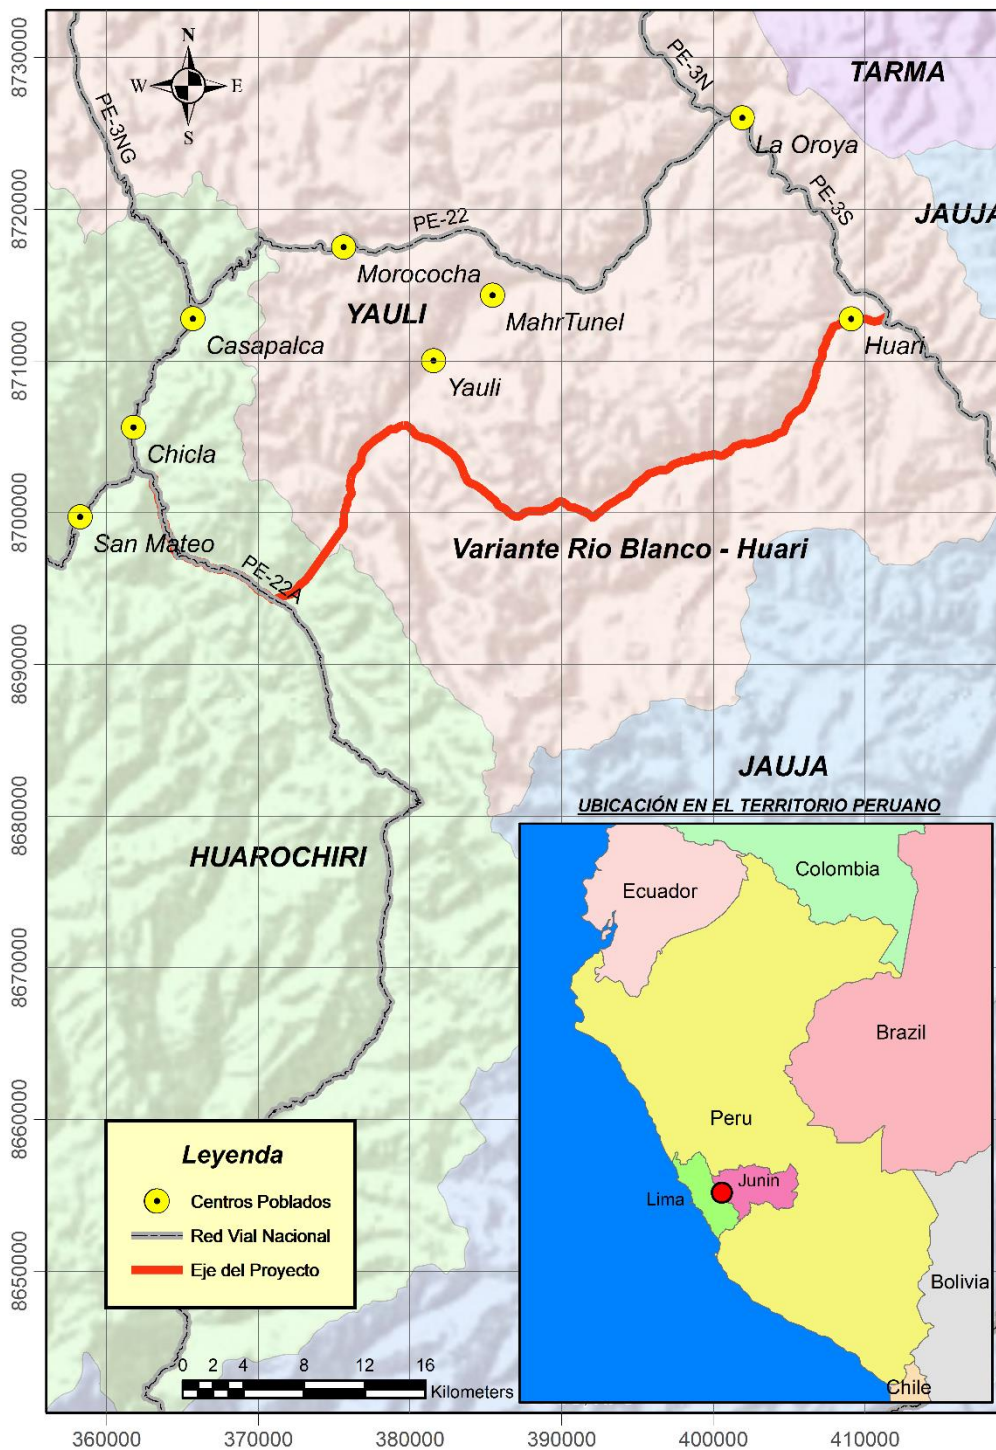 8730000
8720000
8710000
8700000
8690000
8680000
8670000
8660000
8650000
N
W
E
S
PE-3NG
PE-3N
TARMA
La Oroya
PE-3S
JAUJA
PE-22
Morococha
YAULI
MahrTunel
Casapalca
Huari
Yauli
Chicla
San Mateo
Variante Rio Blanco - Huari
PE-22A
JAUJA
HUAROCHIRI
UBICACIÓN EN EL TERRITORIO PERUANO
Colombia
Ecuador
Brazil
Peru
Junin
Lima
Bolivia
Chile
Leyenda
Centros Poblados
Red Vial Nacional
Eje del Proyecto
0 2 4 8 12 16
Kilometers
360000 370000 380000 390000 400000 410000